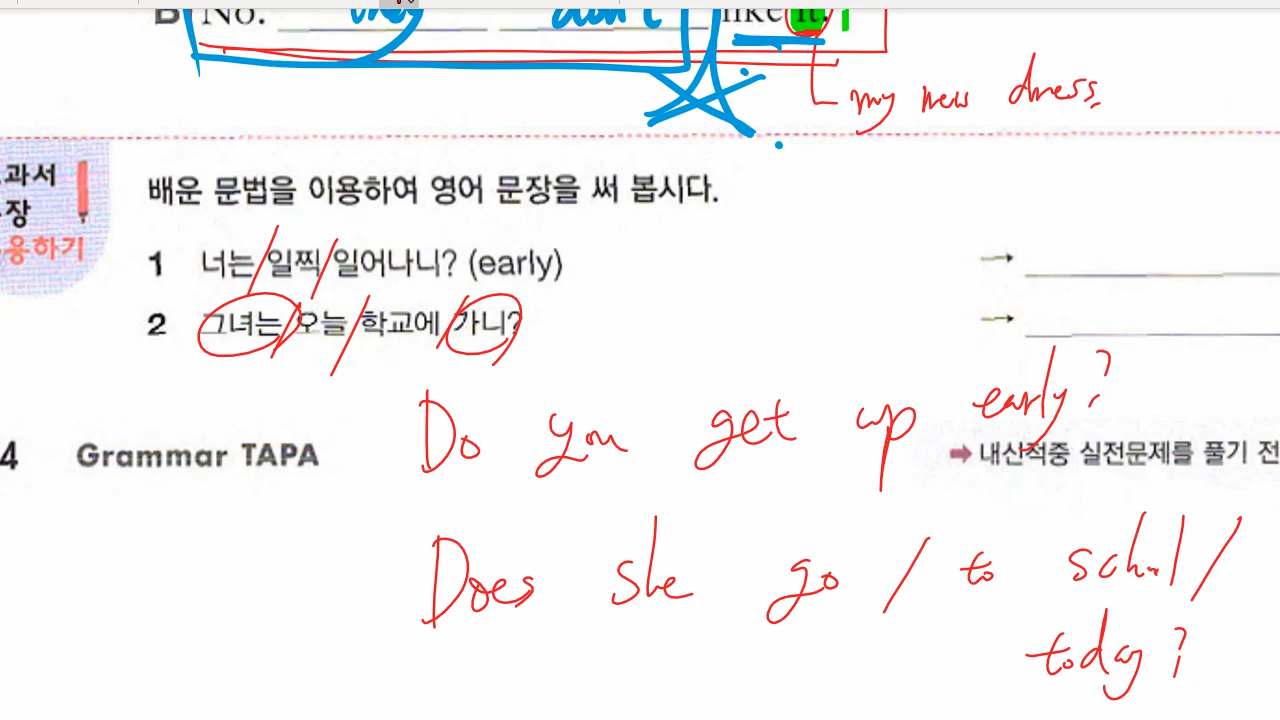 B No. they don't like it.
my new dress.
과서
장
용하기
배운 문법을 이용하여 영어 문장을 써 봅시다.
1 너는 일찍 일어나니? (early) →
2 그녀는 오늘 학교에 가니? →
Do you get up early?
4 Grammar TAPA
➡ 내신적중 실전문제를 풀기 전
Does she go / to school /
today?